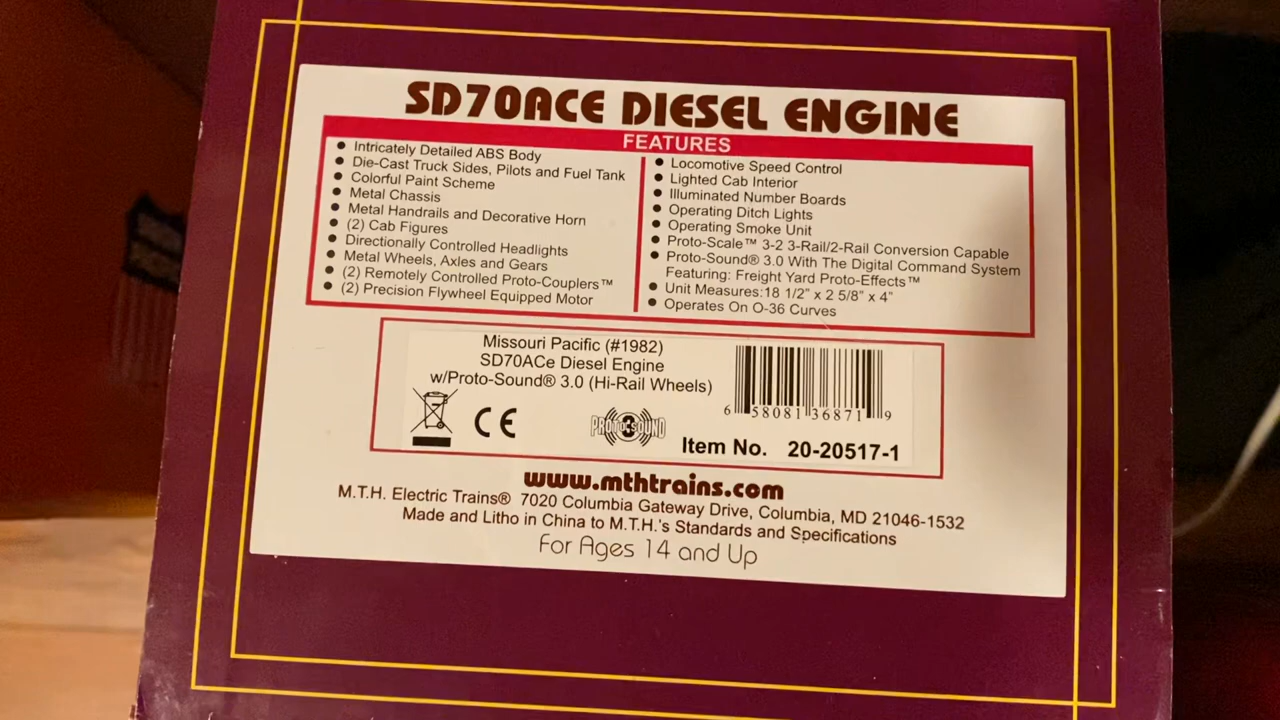 SD70ACE DIESEL ENGINE
FEATURES
● Intricately Detailed ABS Body
● Die-Cast Truck Sides, Pilots and Fuel Tank
● Colorful Paint Scheme
● Metal Chassis
● Metal Handrails and Decorative Horn
● (2) Cab Figures
● Directionally Controlled Headlights
● Metal Wheels, Axles and Gears
● (2) Remotely Controlled Proto-Couplers™
● (2) Precision Flywheel Equipped Motor
● Locomotive Speed Control
● Lighted Cab Interior
● Illuminated Number Boards
● Operating Ditch Lights
● Operating Smoke Unit
● Proto-Scale™ 3-2 3-Rail/2-Rail Conversion Capable
● Proto-Sound® 3.0 With The Digital Command System
Featuring: Freight Yard Proto-Effects™
● Unit Measures:18 1/2" x 2 5/8" x 4"
● Operates On O-36 Curves
Missouri Pacific (#1982)
SD70ACe Diesel Engine
w/Proto-Sound® 3.0 (Hi-Rail Wheels)
6 58081 36871 9
CE
PROTO SOUND 3
Item No. 20-20517-1
www.mthtrains.com
M.T.H. Electric Trains® 7020 Columbia Gateway Drive, Columbia, MD 21046-1532
Made and Litho in China to M.T.H.'s Standards and Specifications
For Ages 14 and Up